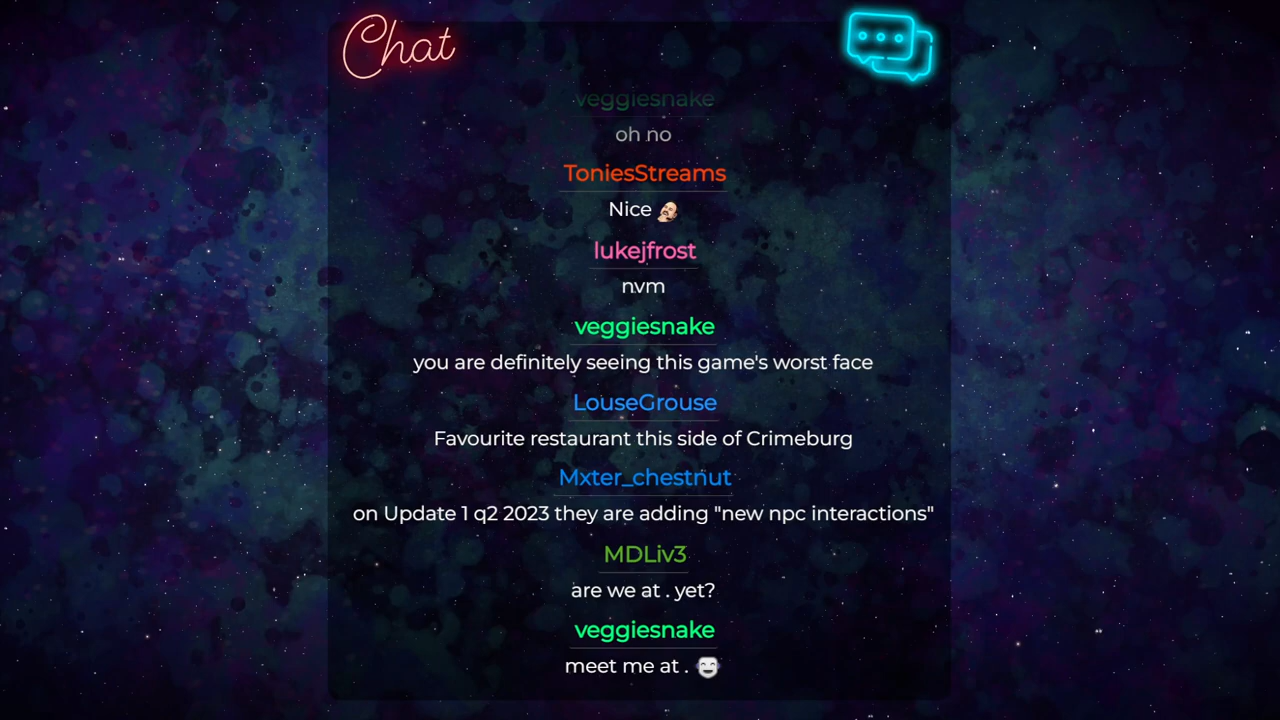 Chat
veggiesnake
oh no
ToniesStreams
Nice
lukejfrost
nvm
veggiesnake
you are definitely seeing this game's worst face
LouseGrouse
Favourite restaurant this side of Crimeburg
Mxter_chestnut
on Update 1 q2 2023 they are adding "new npc interactions"
MDLiv3
are we at . yet?
veggiesnake
meet me at .